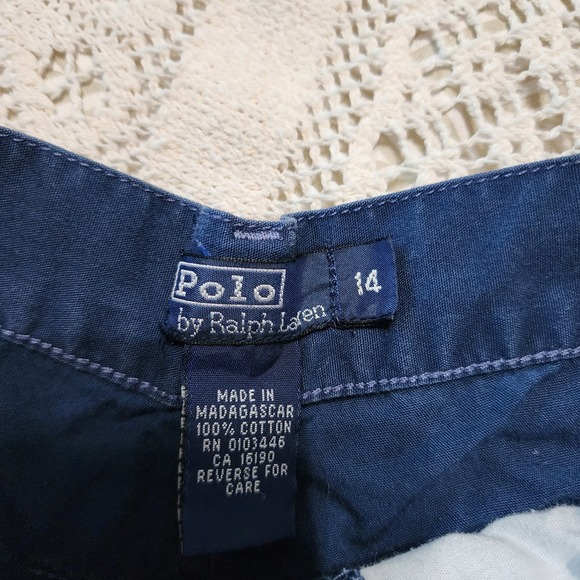 Polo 14
by Ralph Lauren
MADE IN
MADAGASCAR
100% COTTON
RN 0103446
CA 16190
REVERSE FOR
CARE